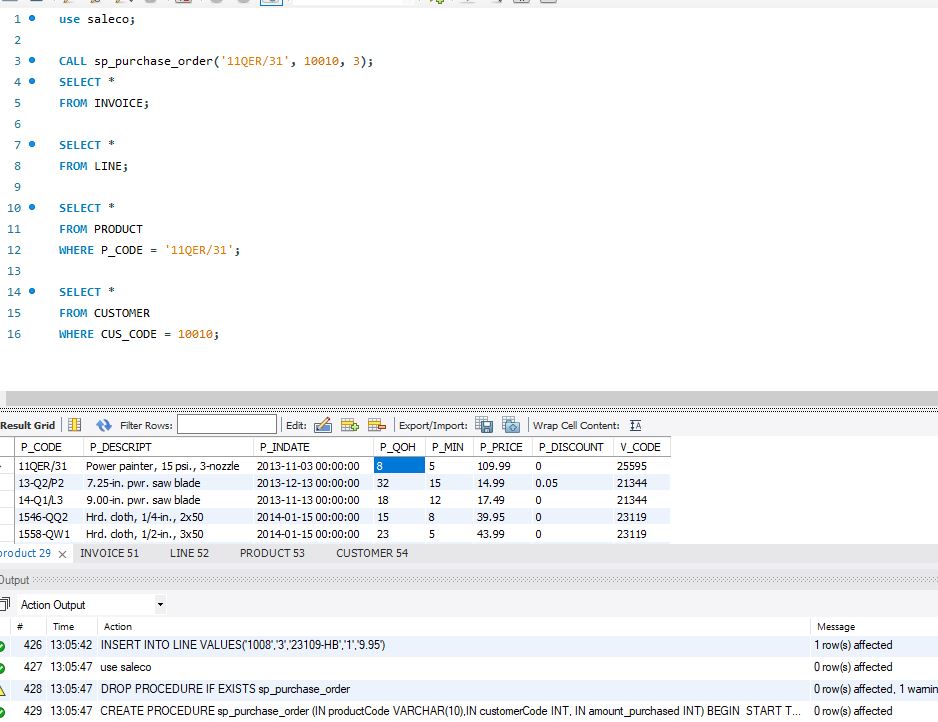 1 use saleco;
2
3 CALL sp_purchase_order('11QER/31', 10010, 3);
4 SELECT *
5 FROM INVOICE;
6
7 SELECT *
8 FROM LINE;
9
10 SELECT *
11 FROM PRODUCT
12 WHERE P_CODE = '11QER/31';
13
14 SELECT *
15 FROM CUSTOMER
16 WHERE CUS_CODE = 10010;
Result Grid Filter Rows: Edit: Export/Import: Wrap Cell Content: IA
P_CODE P_DESCRIPT P_INDATE P_QOH P_MIN P_PRICE P_DISCOUNT V_CODE
11QER/31 Power painter, 15 psi., 3-nozzle 2013-11-03 00:00:00 8 5 109.99 0 25595
13-Q2/P2 7.25-in. pwr. saw blade 2013-12-13 00:00:00 32 15 14.99 0.05 21344
14-Q1/L3 9.00-in. pwr. saw blade 2013-11-13 00:00:00 18 12 17.49 0 21344
1546-QQ2 Hrd. cloth, 1/4-in., 2x50 2014-01-15 00:00:00 15 8 39.95 0 23119
1558-QW1 Hrd. cloth, 1/2-in., 3x50 2014-01-15 00:00:00 23 5 43.99 0 23119
product 29 INVOICE 51 LINE 52 PRODUCT 53 CUSTOMER 54
Output
Action Output
# Time Action Message
426 13:05:42 INSERT INTO LINE VALUES('1008','3','23109-HB','1','9.95') 1 row(s) affected
427 13:05:47 use saleco 0 row(s) affected
428 13:05:47 DROP PROCEDURE IF EXISTS sp_purchase_order 0 row(s) affected, 1 warnin
429 13:05:47 CREATE PROCEDURE sp_purchase_order (IN productCode VARCHAR(10),IN customerCode INT, IN amount_purchased INT) BEGIN START T... 0 row(s) affected